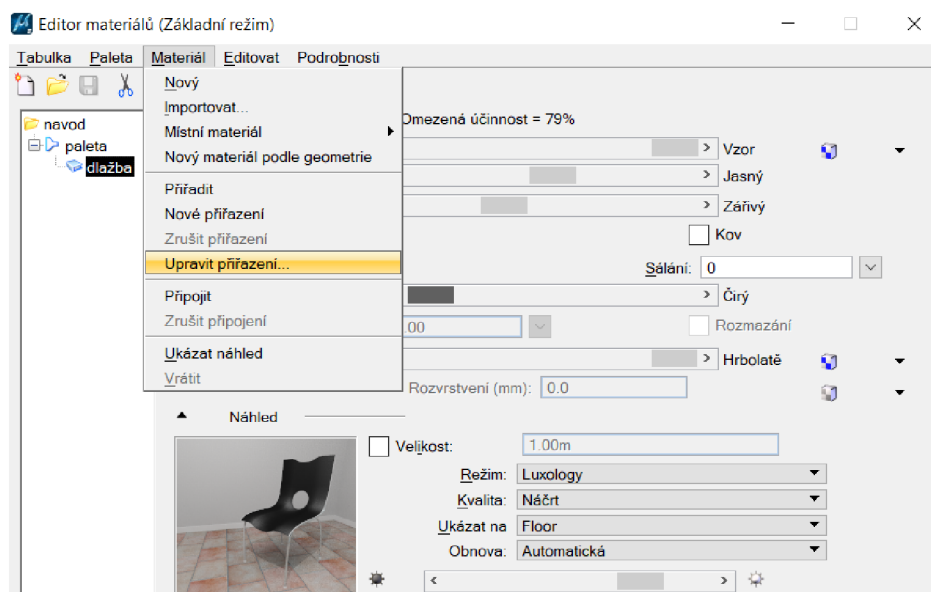 Editor materiálů (Základní režim)
Tabulka Paleta Materiál Editovat Podrobnosti
navod
paleta
dlažba
Nový
Importovat...
Místní materiál
Nový materiál podle geometrie
Přiřadit
Nové přiřazení
Zrušit přiřazení
Upravit přiřazení...
Připojit
Zrušit připojení
Ukázat náhled
Vrátit
Omezená účinnost = 79%
Vzor
Jasný
Zářivý
Kov
Sálání: 0
Čirý
.00 Rozmazání
Hrbolatě
Rozvrstvení (mm): 0.0
Náhled
Velikost: 1.00m
Režim: Luxology
Kvalita: Náčrt
Ukázat na Floor
Obnova: Automatická